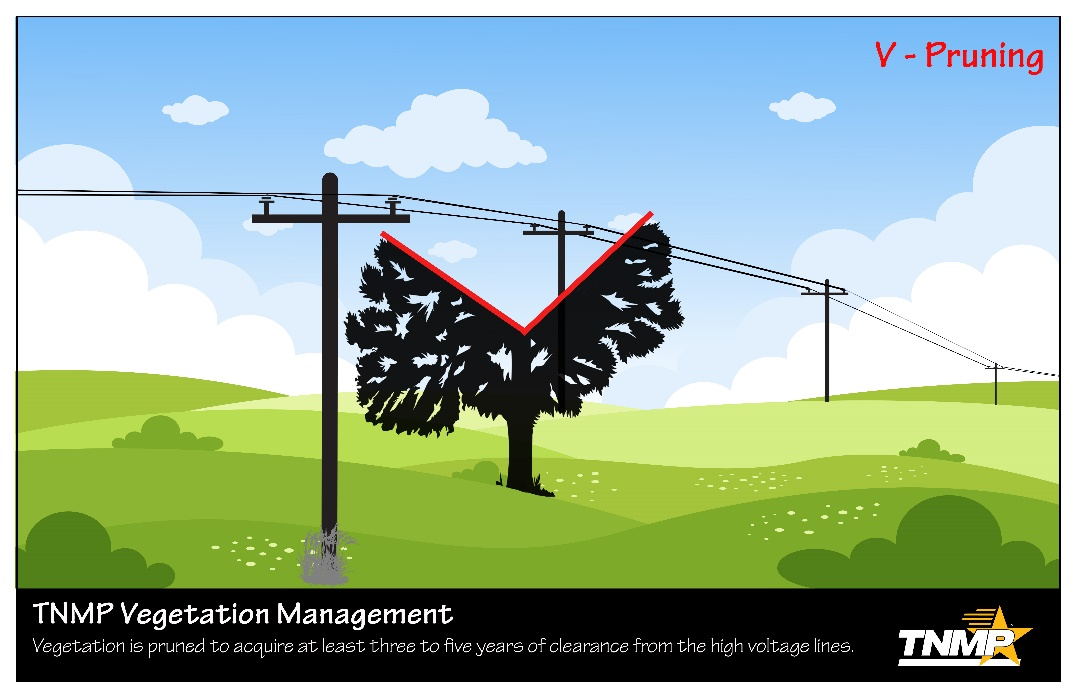 V - Pruning
TNMP Vegetation Management
Vegetation is pruned to acquire at least three to five years of clearance from the high voltage lines.
TNMP